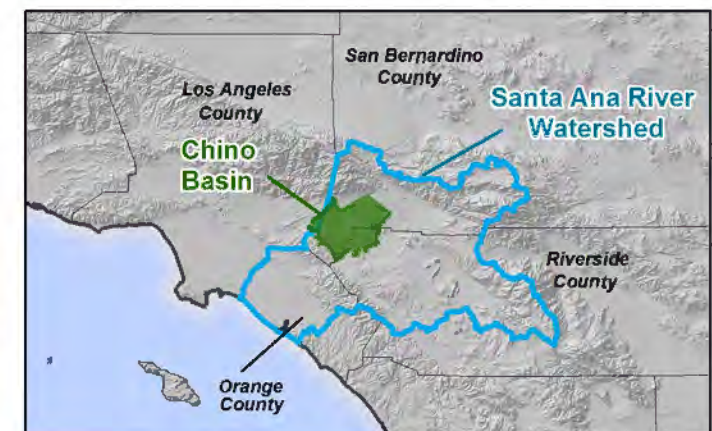 San Bernardino
County
Los Angeles
County
Santa Ana River
Watershed
Chino
Basin
Riverside
County
Orange
County